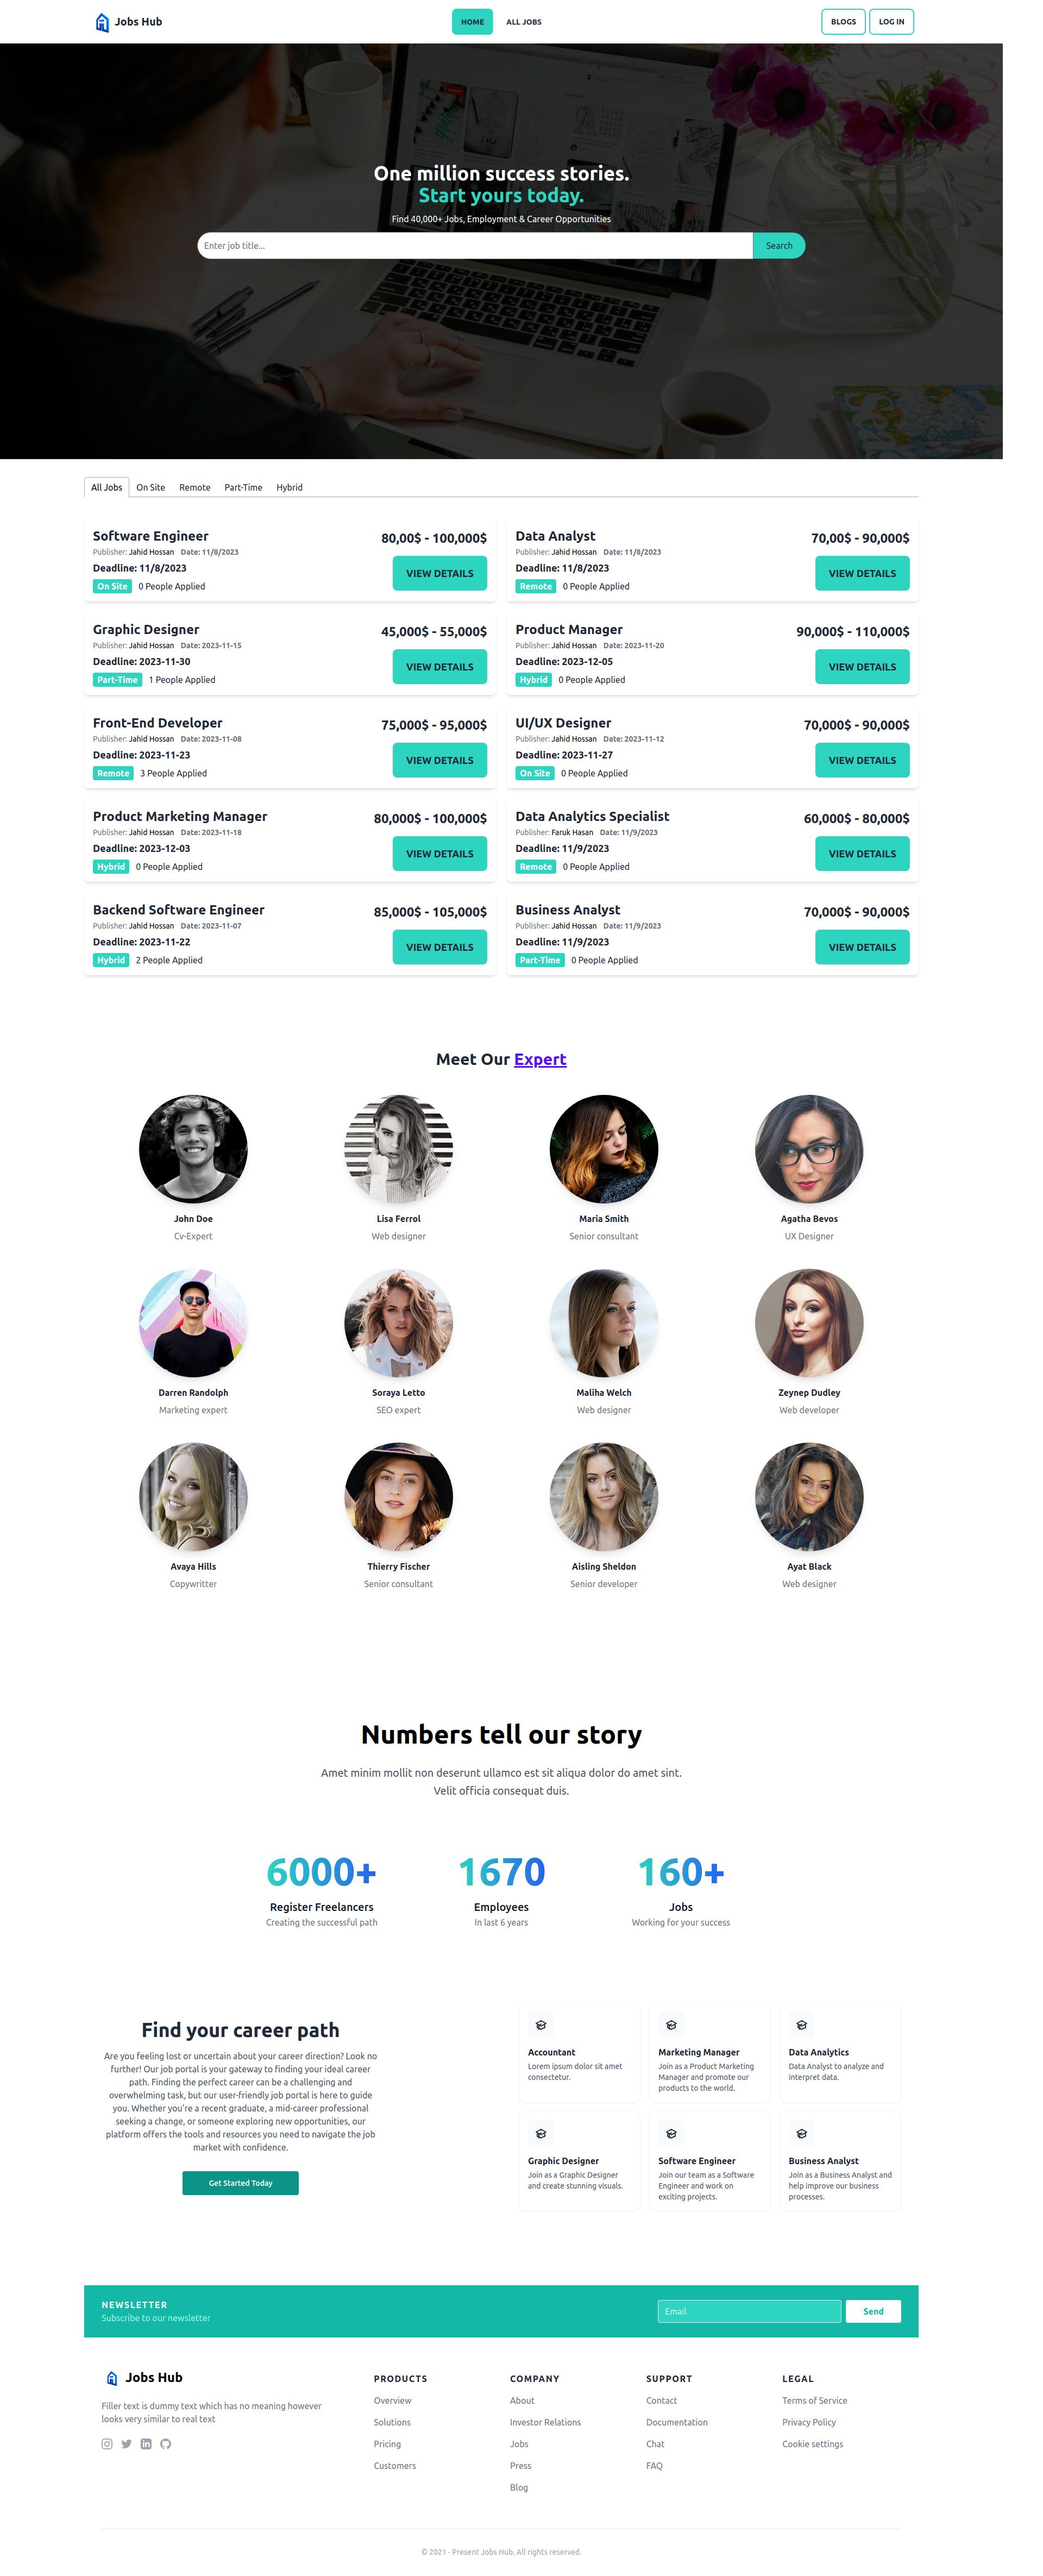 Jobs Hub
HOME
ALL JOBS
BLOGS
LOG IN
One million success stories.
Start yours today.
Find 40,000+ Jobs, Employment & Career Opportunities
Enter job title...
Search
All Jobs
On Site
Remote
Part-Time
Hybrid
Software Engineer
80,00$ - 100,000$
Publisher: Jahid Hossan Date: 11/8/2023
Deadline: 11/8/2023
VIEW DETAILS
On Site 0 People Applied
Data Analyst
70,00$ - 90,000$
Publisher: Jahid Hossan Date: 11/8/2023
Deadline: 11/8/2023
VIEW DETAILS
Remote 0 People Applied
Graphic Designer
45,000$ - 55,000$
Publisher: Jahid Hossan Date: 2023-11-15
Deadline: 2023-11-30
VIEW DETAILS
Part-Time 1 People Applied
Product Manager
90,000$ - 110,000$
Publisher: Jahid Hossan Date: 2023-11-20
Deadline: 2023-12-05
VIEW DETAILS
Hybrid 0 People Applied
Front-End Developer
75,000$ - 95,000$
Publisher: Jahid Hossan Date: 2023-11-08
Deadline: 2023-11-23
VIEW DETAILS
Remote 3 People Applied
UI/UX Designer
70,000$ - 90,000$
Publisher: Jahid Hossan Date: 2023-11-12
Deadline: 2023-11-27
VIEW DETAILS
On Site 0 People Applied
Product Marketing Manager
80,000$ - 100,000$
Publisher: Jahid Hossan Date: 2023-11-18
Deadline: 2023-12-03
VIEW DETAILS
Hybrid 0 People Applied
Data Analytics Specialist
60,000$ - 80,000$
Publisher: Faruk Hasan Date: 11/9/2023
Deadline: 11/9/2023
VIEW DETAILS
Remote 0 People Applied
Backend Software Engineer
85,000$ - 105,000$
Publisher: Jahid Hossan Date: 2023-11-07
Deadline: 2023-11-22
VIEW DETAILS
Hybrid 2 People Applied
Business Analyst
70,000$ - 90,000$
Publisher: Jahid Hossan Date: 11/9/2023
Deadline: 11/9/2023
VIEW DETAILS
Part-Time 0 People Applied
Meet Our Expert
John Doe
Cv-Expert
Lisa Ferrol
Web designer
Maria Smith
Senior consultant
Agatha Bevos
UX Designer
Darren Randolph
Marketing expert
Soraya Letto
SEO expert
Maliha Welch
Web designer
Zeynep Dudley
Web developer
Avaya Hills
Copywritter
Thierry Fischer
Senior consultant
Aisling Sheldon
Senior developer
Ayat Black
Web designer
Numbers tell our story
Amet minim mollit non deserunt ullamco est sit aliqua dolor do amet sint.
Velit officia consequat duis.
6000+
Register Freelancers
Creating the successful path
1670
Employees
In last 6 years
160+
Jobs
Working for your success
Find your career path
Are you feeling lost or uncertain about your career direction? Look no
further! Our job portal is your gateway to finding your ideal career
path. Finding the perfect career can be a challenging and
overwhelming task, but our user-friendly job portal is here to guide
you. Whether you're a recent graduate, a mid-career professional
seeking a change, or someone exploring new opportunities, our
platform offers the tools and resources you need to navigate the job
market with confidence.
Get Started Today
Accountant
Lorem ipsum dolor sit amet
consectetur.
Marketing Manager
Join as a Product Marketing
Manager and promote our
products to the world.
Data Analytics
Data Analyst to analyze and
interpret data.
Graphic Designer
Join as a Graphic Designer
and create stunning visuals.
Software Engineer
Join our team as a Software
Engineer and work on
exciting projects.
Business Analyst
Join as a Business Analyst and
help improve our business
processes.
NEWSLETTER
Subscribe to our newsletter
Email
Send
Jobs Hub
Filler text is dummy text which has no meaning however
looks very similar to real text
PRODUCTS
Overview
Solutions
Pricing
Customers
COMPANY
About
Investor Relations
Jobs
Press
Blog
SUPPORT
Contact
Documentation
Chat
FAQ
LEGAL
Terms of Service
Privacy Policy
Cookie settings
© 2021 - Present Jobs Hub. All rights reserved.